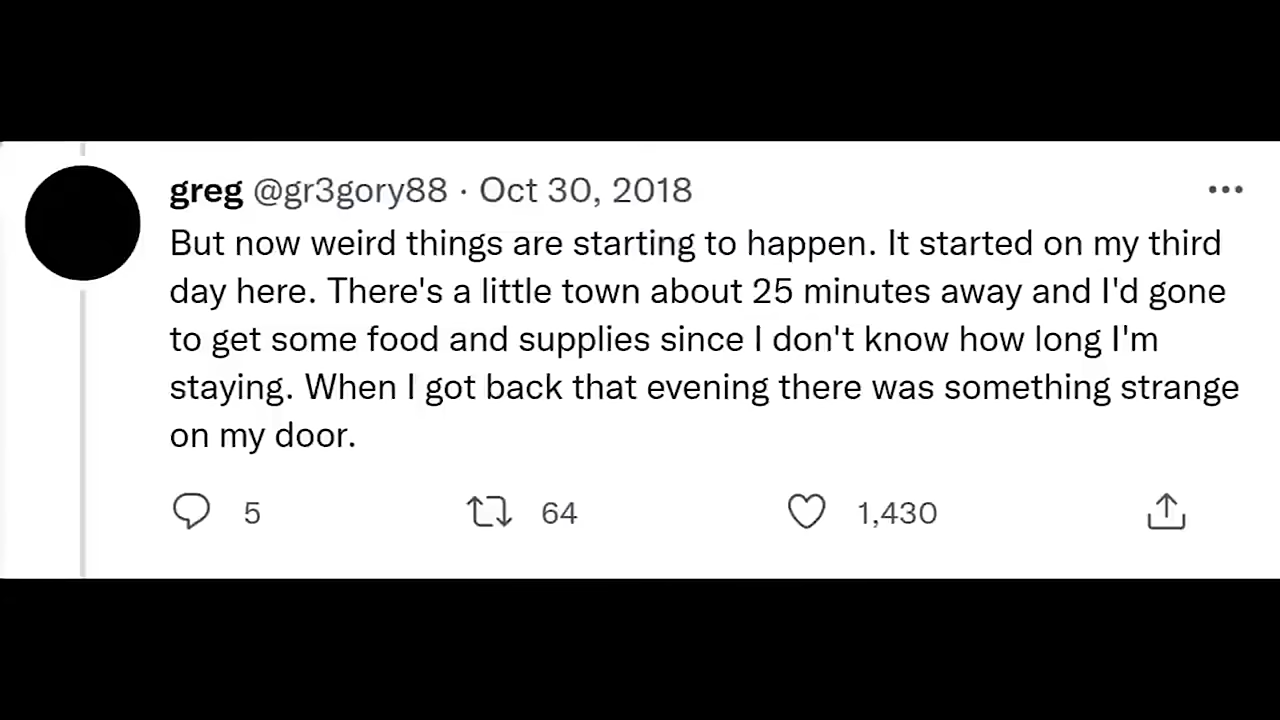 greg @gr3gory88 · Oct 30, 2018
But now weird things are starting to happen. It started on my third
day here. There's a little town about 25 minutes away and I'd gone
to get some food and supplies since I don't know how long I'm
staying. When I got back that evening there was something strange
on my door.
5 64 1,430